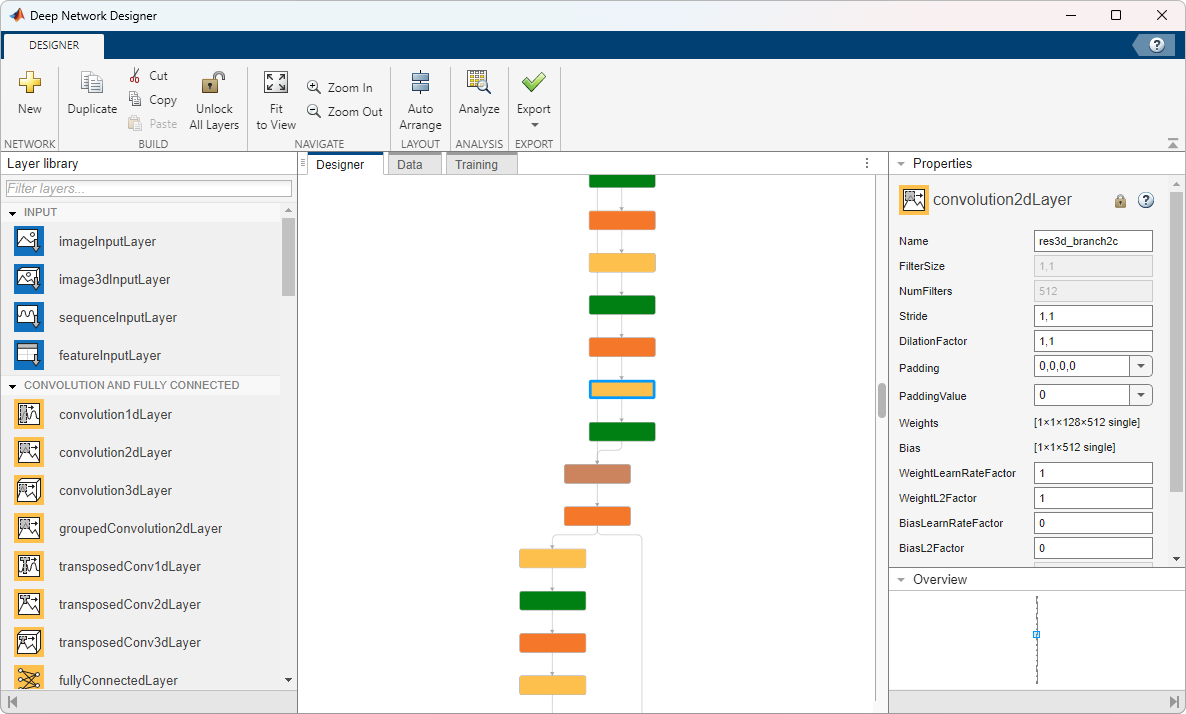 Deep Network Designer
DESIGNER
?
New
Duplicate
Cut
Copy
Paste
Unlock
All Layers
Fit
to View
Zoom In
Zoom Out
Auto
Arrange
Analyze
Export
NETWORK
BUILD
NAVIGATE
LAYOUT
ANALYSIS
EXPORT
Layer library
Filter layers...
INPUT
imageInputLayer
image3dInputLayer
sequenceInputLayer
featureInputLayer
CONVOLUTION AND FULLY CONNECTED
convolution1dLayer
convolution2dLayer
convolution3dLayer
groupedConvolution2dLayer
transposedConv1dLayer
transposedConv2dLayer
transposedConv3dLayer
fullyConnectedLayer
Designer
Data
Training
Properties
convolution2dLayer
?
Name res3d_branch2c
FilterSize 1,1
NumFilters 512
Stride 1,1
DilationFactor 1,1
Padding 0,0,0,0
PaddingValue 0
Weights [1×1×128×512 single]
Bias [1×1×512 single]
WeightLearnRateFactor 1
WeightL2Factor 1
BiasLearnRateFactor 0
BiasL2Factor 0
Overview